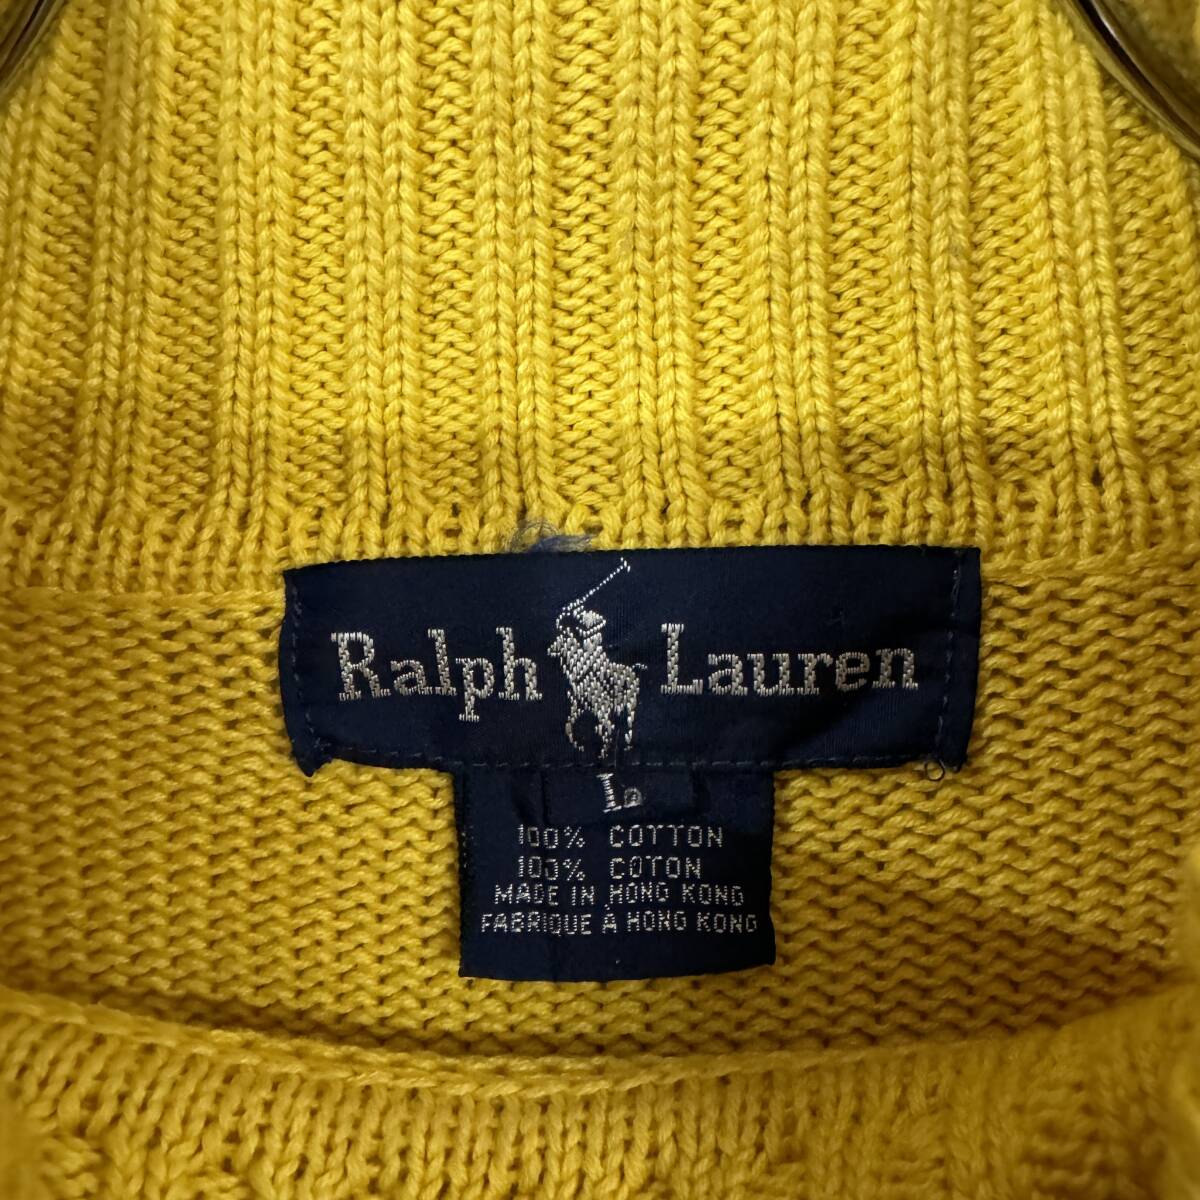 Ralph Lauren
L
100% COTTON
100% COTON
MADE IN HONG KONG
FABRIQUE À HONG KONG